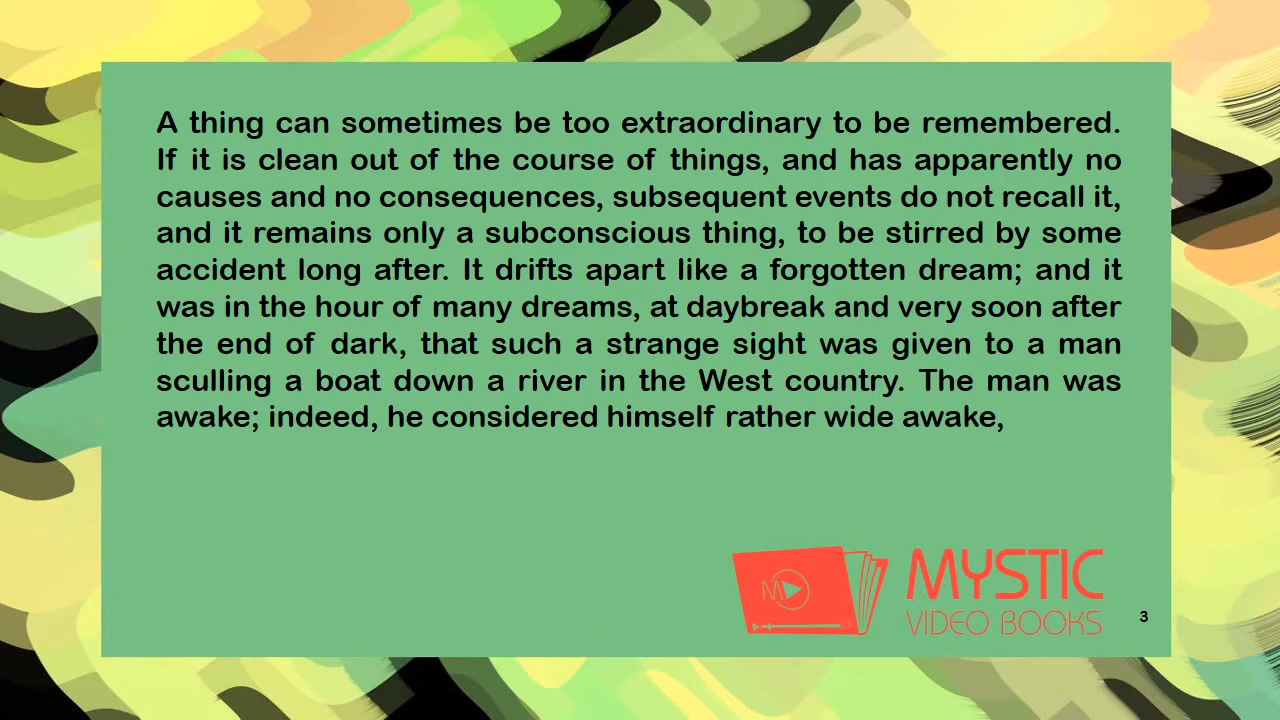 A thing can sometimes be too extraordinary to be remembered.
If it is clean out of the course of things, and has apparently no
causes and no consequences, subsequent events do not recall it,
and it remains only a subconscious thing, to be stirred by some
accident long after. It drifts apart like a forgotten dream; and it
was in the hour of many dreams, at daybreak and very soon after
the end of dark, that such a strange sight was given to a man
sculling a boat down a river in the West country. The man was
awake; indeed, he considered himself rather wide awake,
M
MYSTIC
VIDEO BOOKS
3